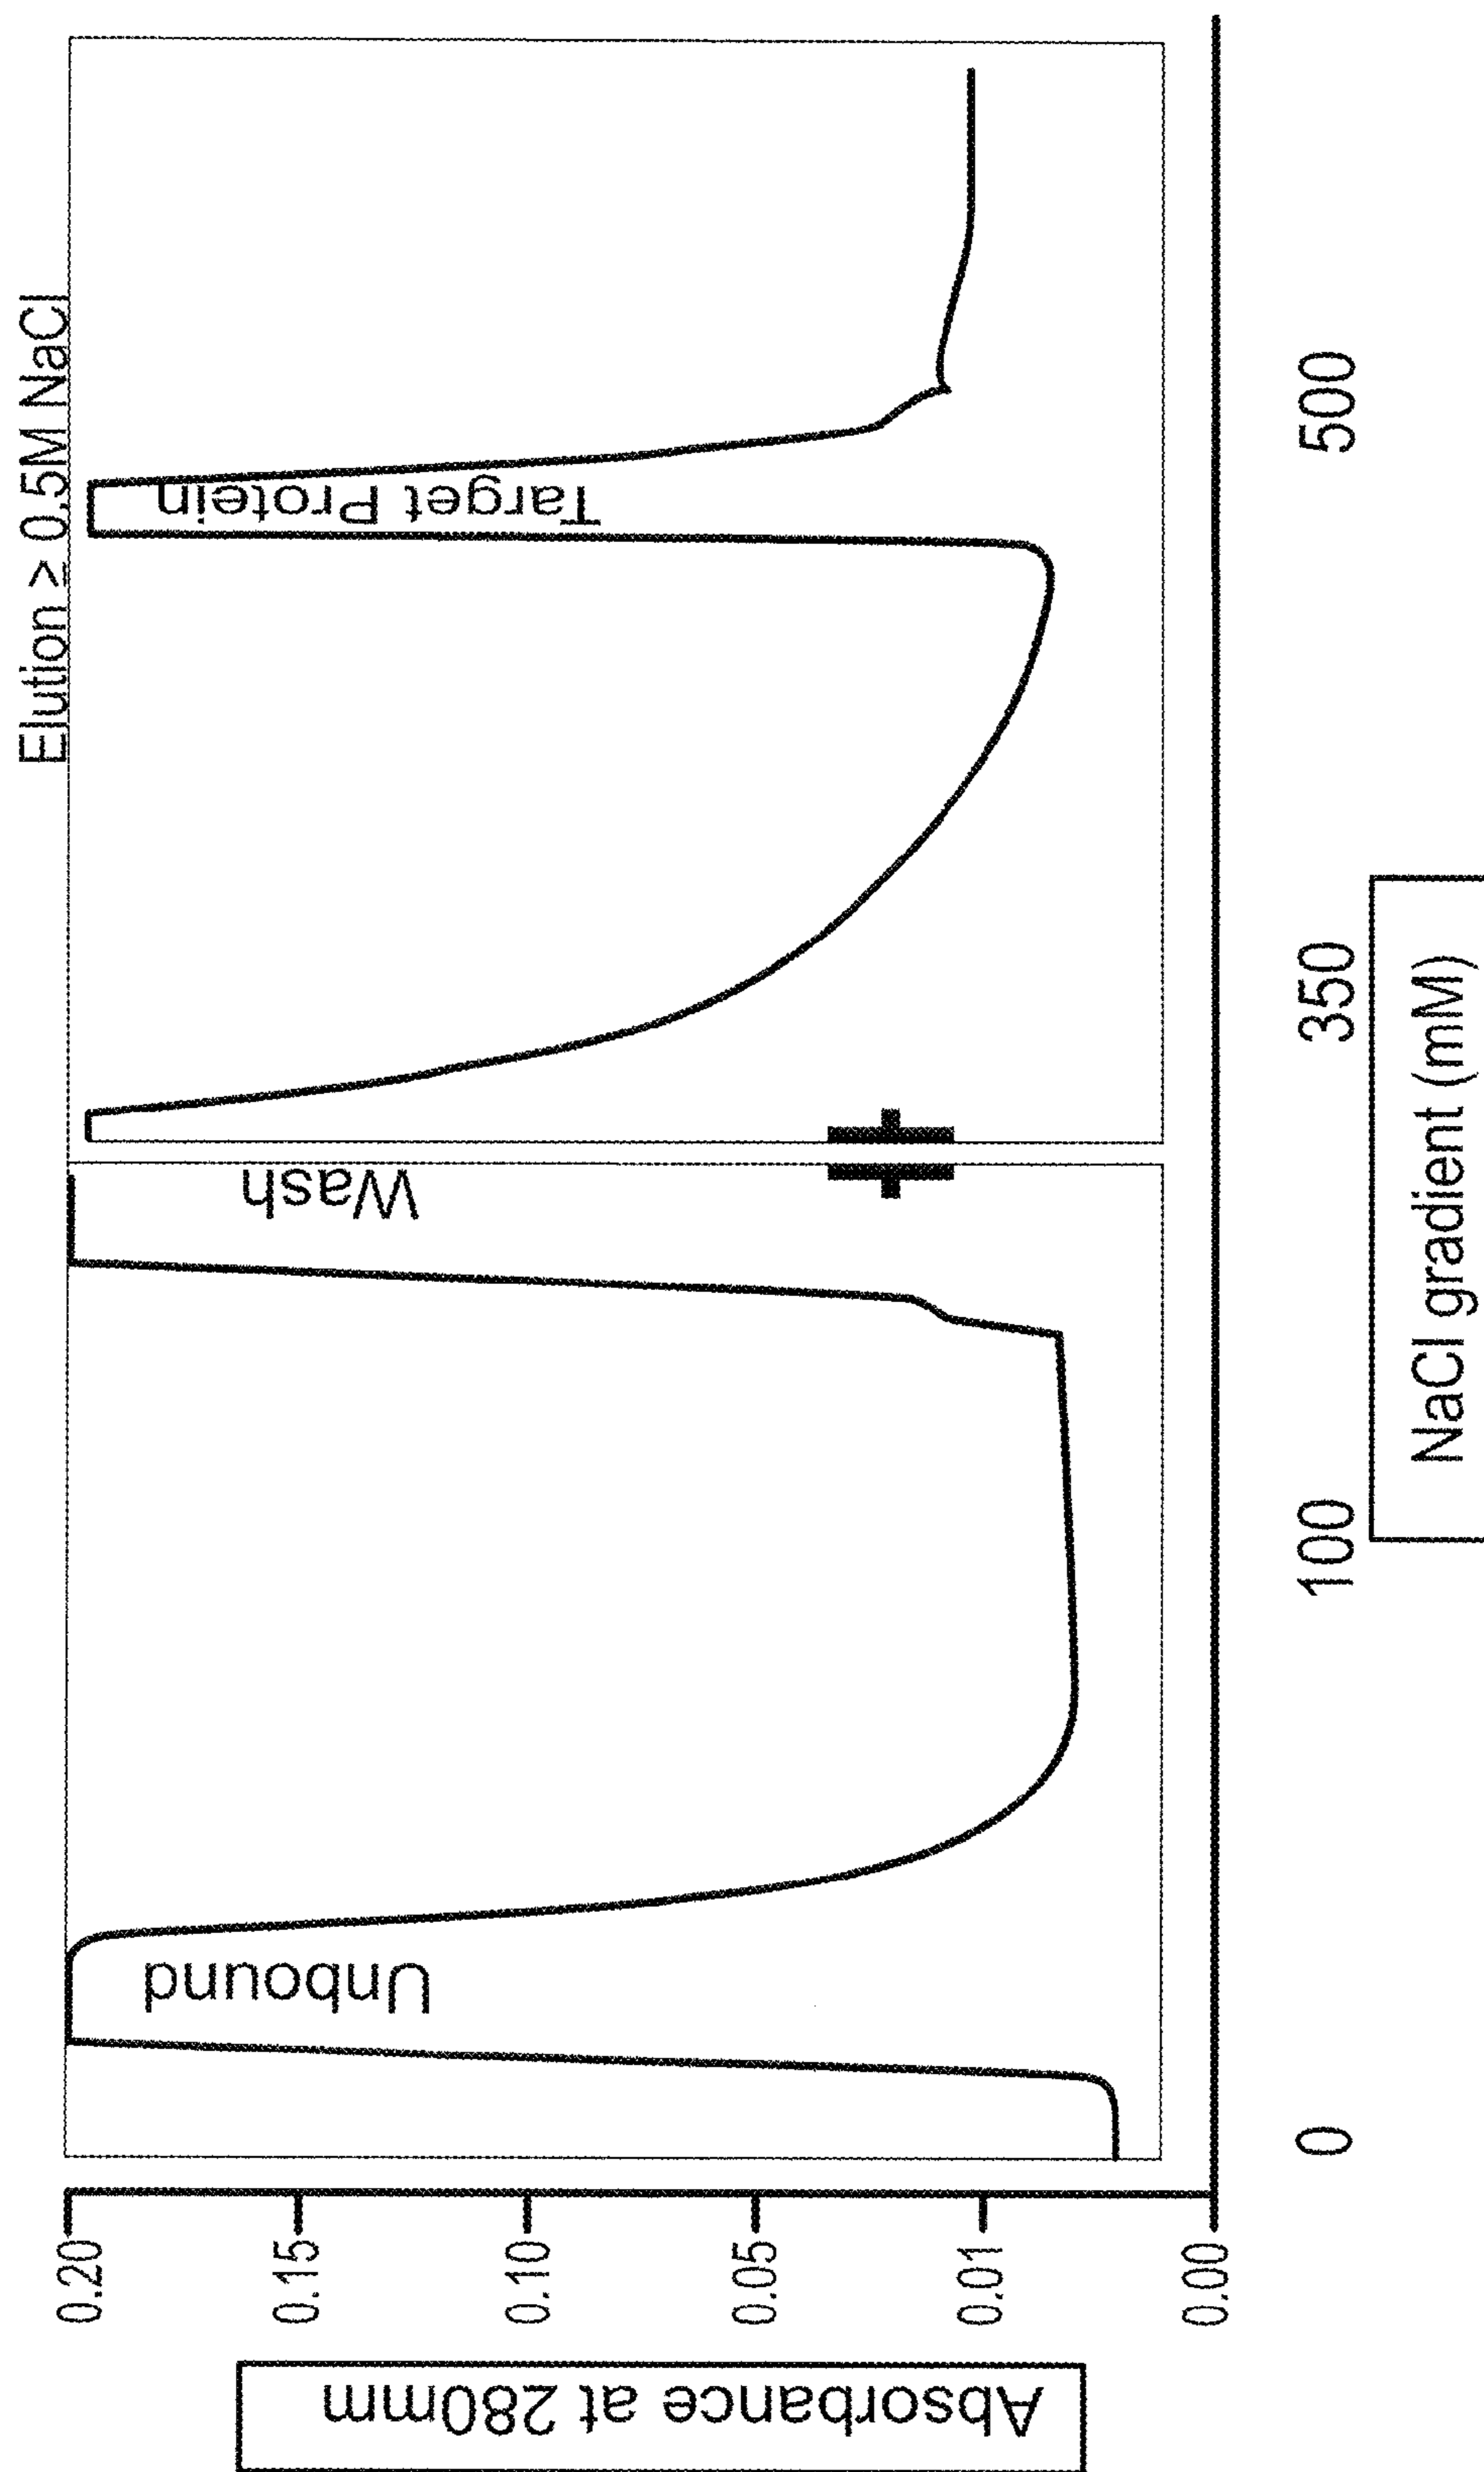 Elution ≥ 0.5M NaCl
Absorbance at 280mm
0.20
0.15
0.10
0.05
0.01
0.00
Unbound
Wash
Target Protein
0
100
350
500
NaCl gradient (mM)